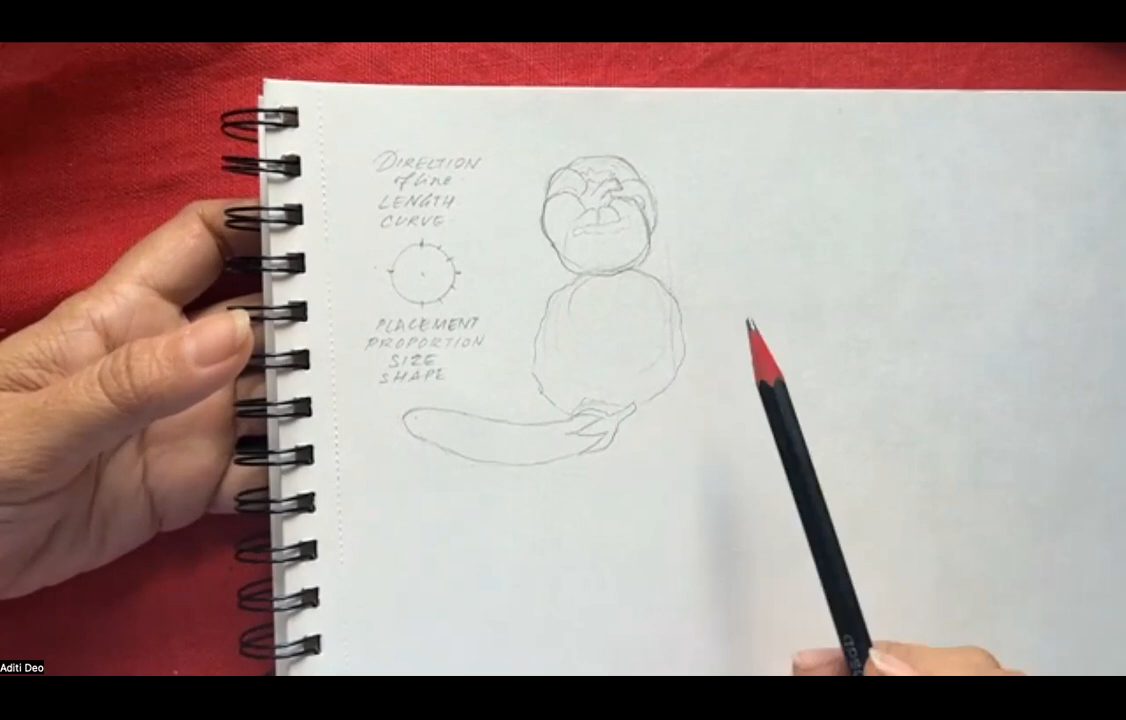 DIRECTION
of line
LENGTH
CURVE
PLACEMENT
PROPORTION
SIZE
SHAPE
Aditi Deo